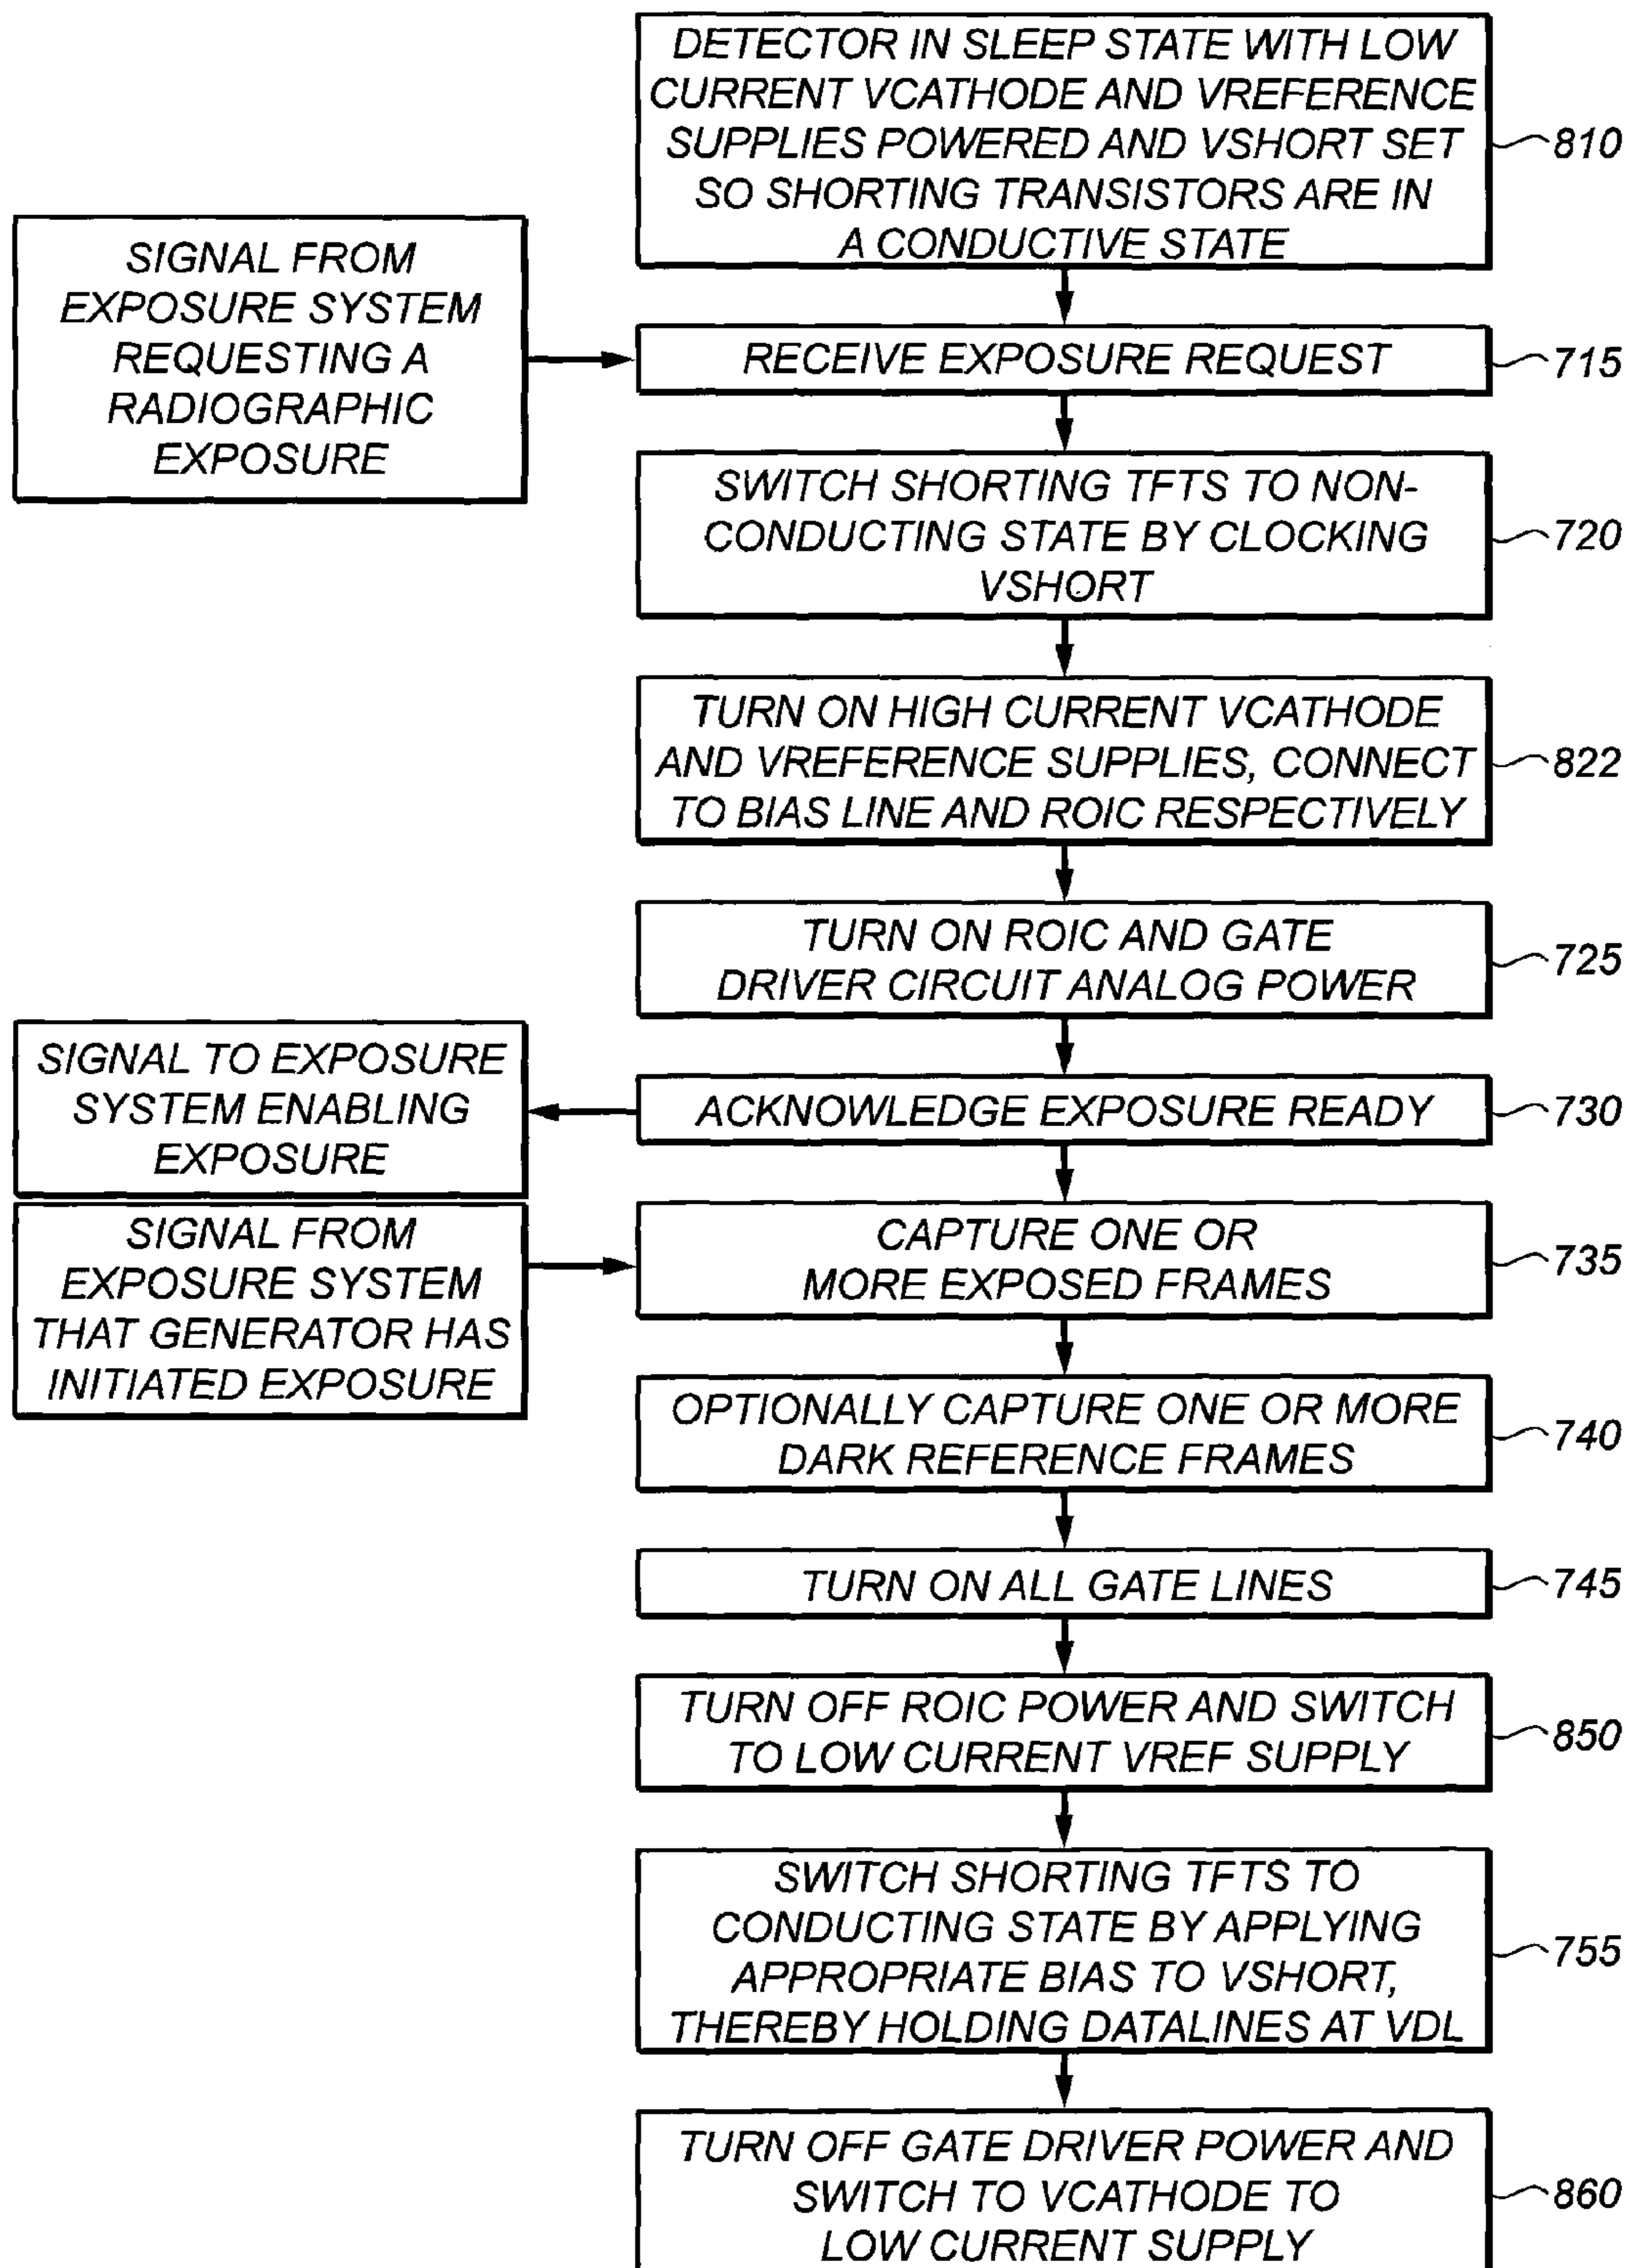 DETECTOR IN SLEEP STATE WITH LOW
CURRENT VCATHODE AND VREFERENCE
SUPPLIES POWERED AND VSHORT SET
SO SHORTING TRANSISTORS ARE IN
A CONDUCTIVE STATE
810
SIGNAL FROM
EXPOSURE SYSTEM
REQUESTING A
RADIOGRAPHIC
EXPOSURE
RECEIVE EXPOSURE REQUEST
715
SWITCH SHORTING TFTS TO NON-
CONDUCTING STATE BY CLOCKING
VSHORT
720
TURN ON HIGH CURRENT VCATHODE
AND VREFERENCE SUPPLIES, CONNECT
TO BIAS LINE AND ROIC RESPECTIVELY
822
TURN ON ROIC AND GATE
DRIVER CIRCUIT ANALOG POWER
725
SIGNAL TO EXPOSURE
SYSTEM ENABLING
EXPOSURE
ACKNOWLEDGE EXPOSURE READY
730
SIGNAL FROM
EXPOSURE SYSTEM
THAT GENERATOR HAS
INITIATED EXPOSURE
CAPTURE ONE OR
MORE EXPOSED FRAMES
735
OPTIONALLY CAPTURE ONE OR MORE
DARK REFERENCE FRAMES
740
TURN ON ALL GATE LINES
745
TURN OFF ROIC POWER AND SWITCH
TO LOW CURRENT VREF SUPPLY
850
SWITCH SHORTING TFTS TO
CONDUCTING STATE BY APPLYING
APPROPRIATE BIAS TO VSHORT,
THEREBY HOLDING DATALINES AT VDL
755
TURN OFF GATE DRIVER POWER AND
SWITCH TO VCATHODE TO
LOW CURRENT SUPPLY
860